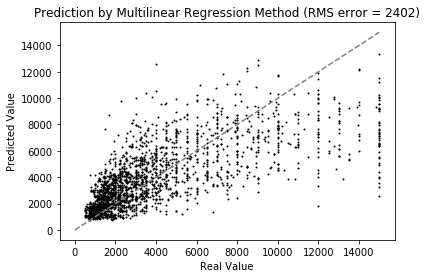 Prediction by Multilinear Regression Method (RMS error = 2402)
14000
12000
10000
8000
6000
4000
2000
0
Predicted Value
0 2000 4000 6000 8000 10000 12000 14000
Real Value